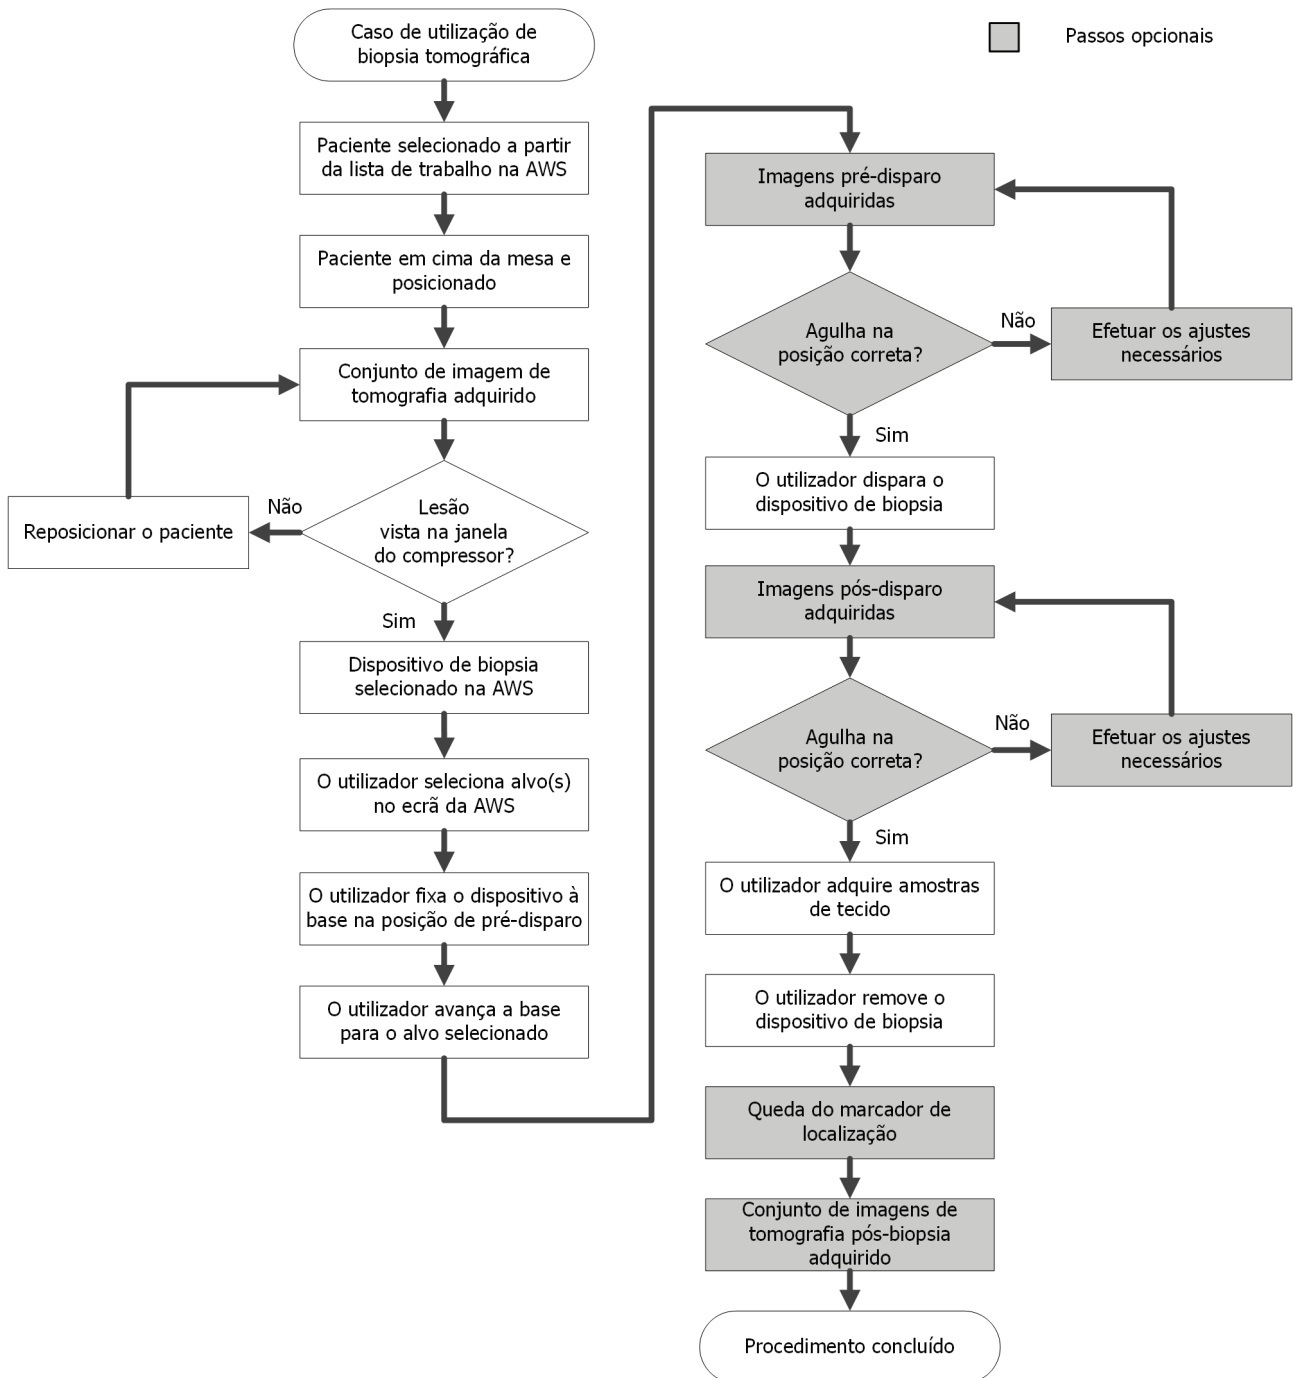 Caso de utilização de
biopsia tomográfica
Passos opcionais
Paciente selecionado a partir
da lista de trabalho na AWS
Paciente em cima da mesa e
posicionado
Conjunto de imagem de
tomografia adquirido
Lesão
vista na janela
do compressor?
Não
Reposicionar o paciente
Sim
Dispositivo de biopsia
selecionado na AWS
O utilizador seleciona alvo(s)
no ecrã da AWS
O utilizador fixa o dispositivo à
base na posição de pré-disparo
O utilizador avança a base
para o alvo selecionado
Imagens pré-disparo
adquiridas
Agulha na
posição correta?
Não
Efetuar os ajustes
necessários
Sim
O utilizador dispara o
dispositivo de biopsia
Imagens pós-disparo
adquiridas
Agulha na
posição correta?
Não
Efetuar os ajustes
necessários
Sim
O utilizador adquire amostras
de tecido
O utilizador remove o
dispositivo de biopsia
Queda do marcador de
localização
Conjunto de imagens de
tomografia pós-biopsia
adquirido
Procedimento concluído